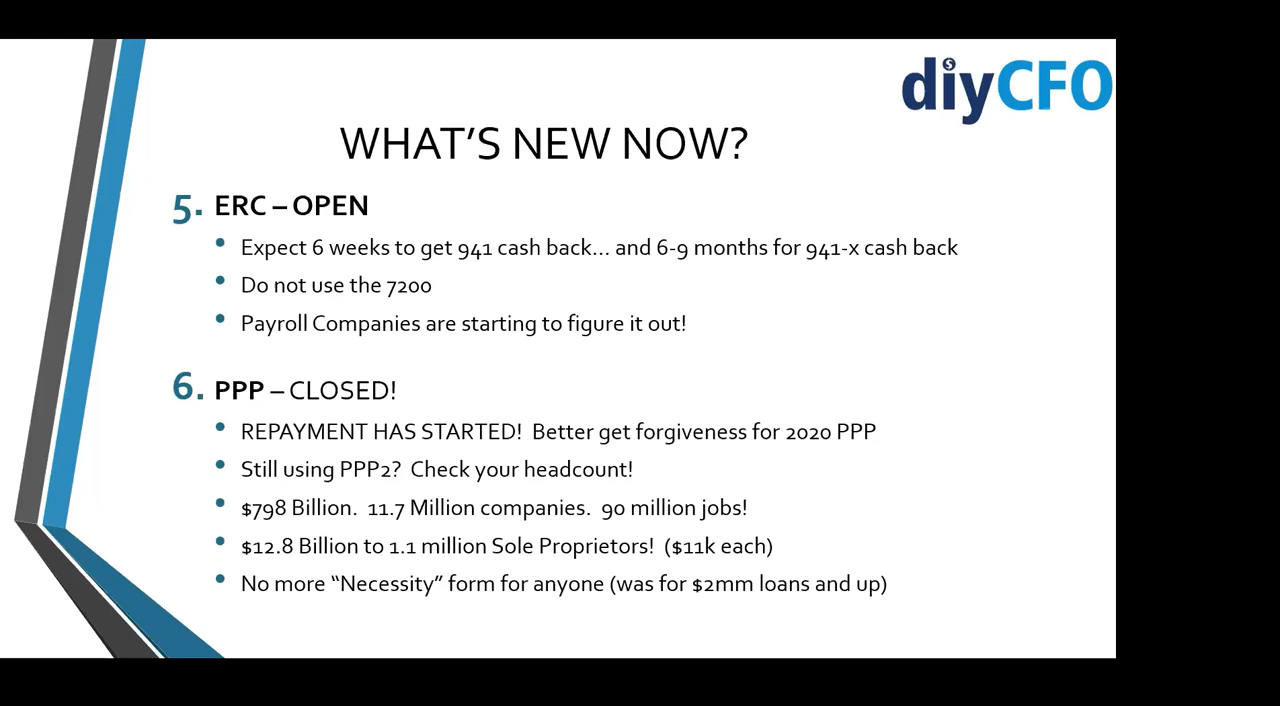 diyCFO
WHAT’S NEW NOW?
5. ERC – OPEN
• Expect 6 weeks to get 941 cash back… and 6-9 months for 941-x cash back
• Do not use the 7200
• Payroll Companies are starting to figure it out!
6. PPP – CLOSED!
• REPAYMENT HAS STARTED!  Better get forgiveness for 2020 PPP
• Still using PPP2?  Check your headcount!
• $798 Billion.  11.7 Million companies.  90 million jobs!
• $12.8 Billion to 1.1 million Sole Proprietors!  ($11k each)
• No more “Necessity” form for anyone (was for $2mm loans and up)